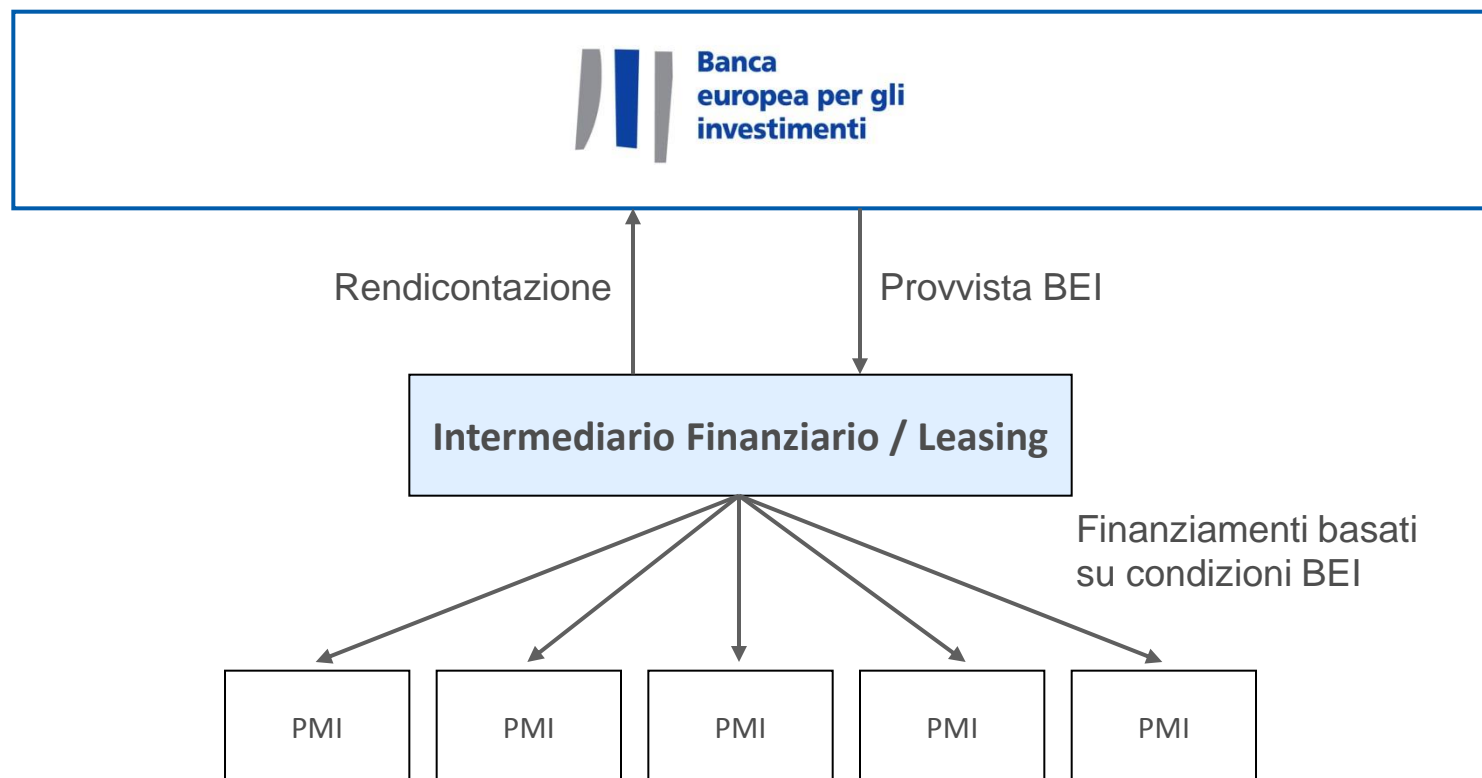 Banca
europea per gli
investimenti
Rendicontazione
Provvista BEI
Intermediario Finanziario / Leasing
Finanziamenti basati
su condizioni BEI
PMI
PMI
PMI
PMI
PMI